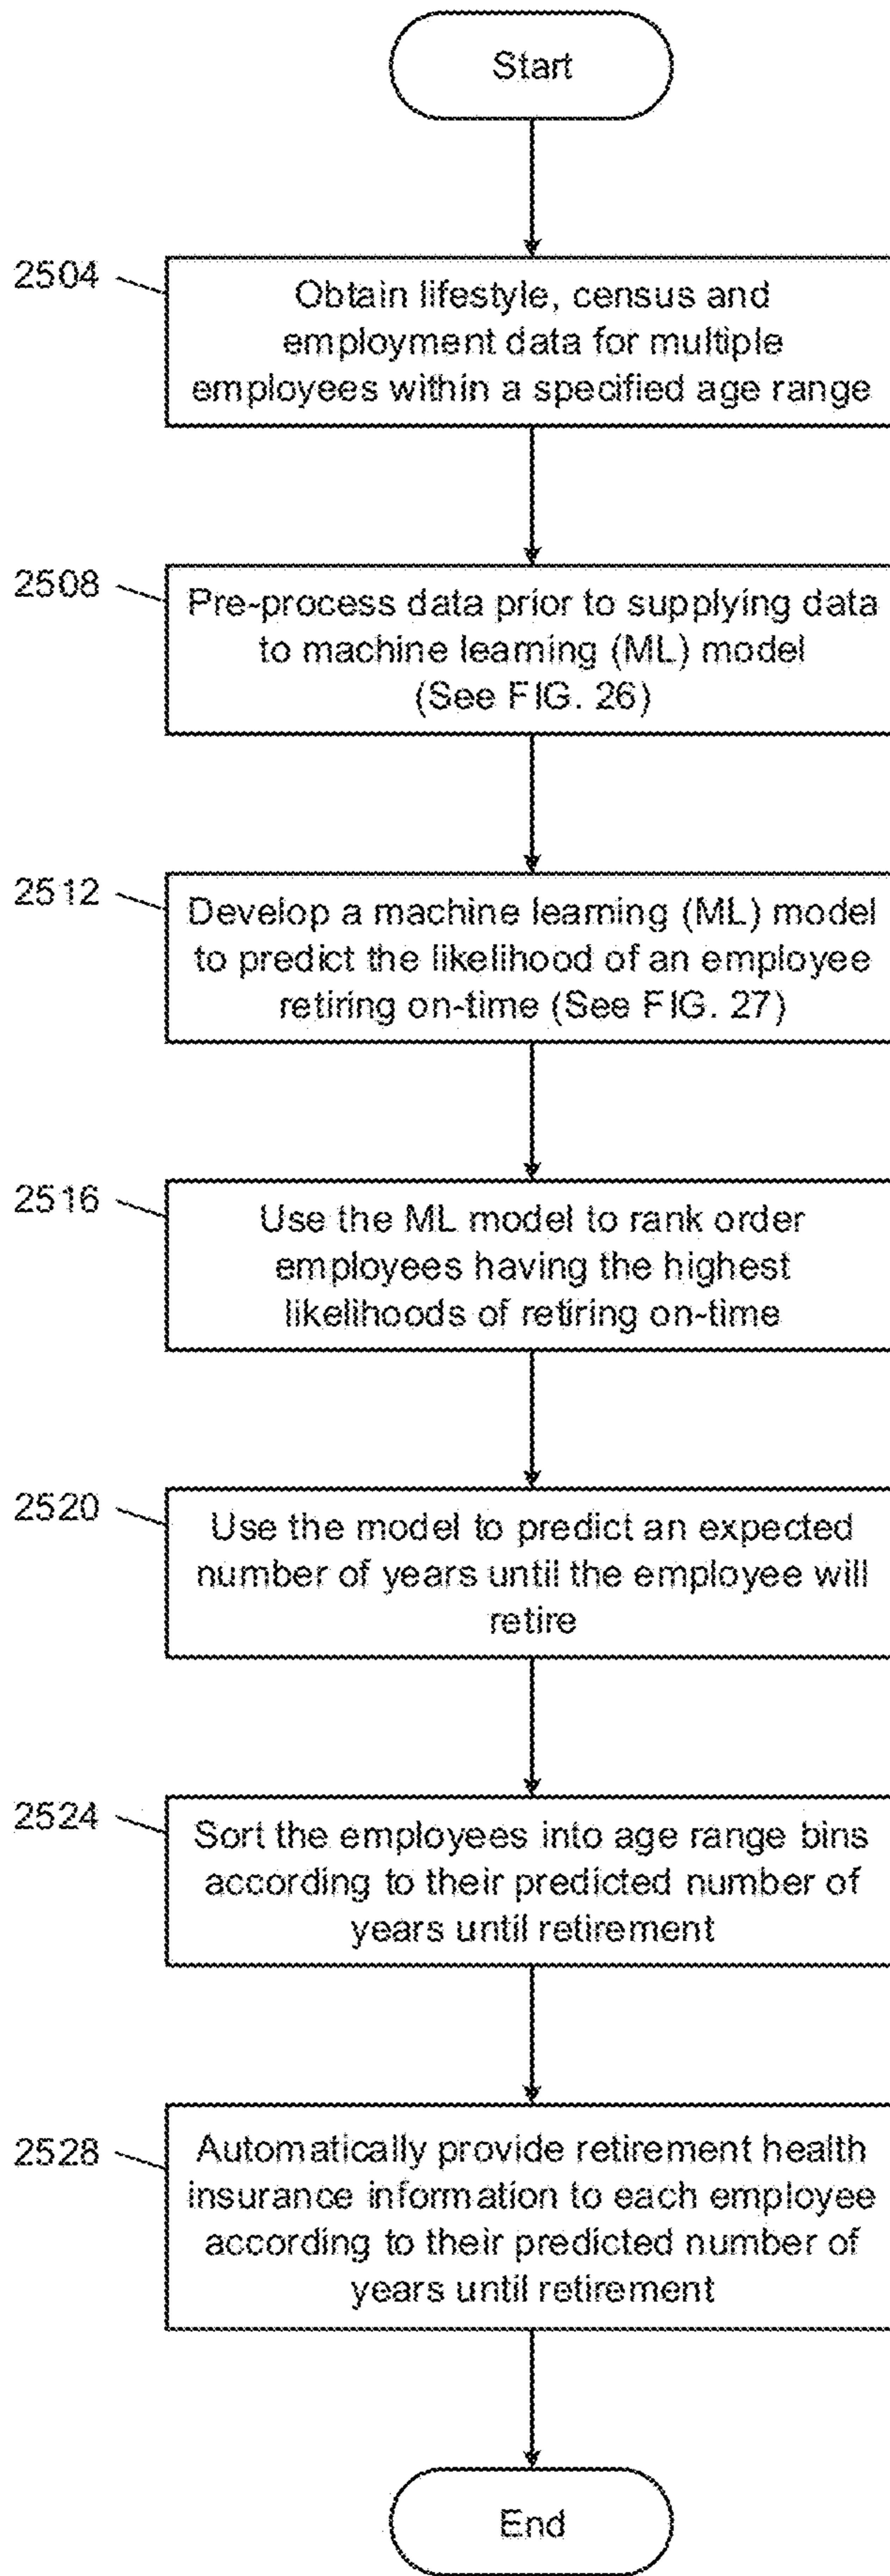 Start
2504
Obtain lifestyle, census and
employment data for multiple
employees within a specified age range
2508
Pre-process data prior to supplying data
to machine learning (ML) model
(See FIG. 26)
2512
Develop a machine learning (ML) model
to predict the likelihood of an employee
retiring on-time (See FIG. 27)
2516
Use the ML model to rank order
employees having the highest
likelihoods of retiring on-time
2520
Use the model to predict an expected
number of years until the employee will
retire
2524
Sort the employees into age range bins
according to their predicted number of
years until retirement
2528
Automatically provide retirement health
insurance information to each employee
according to their predicted number of
years until retirement
End